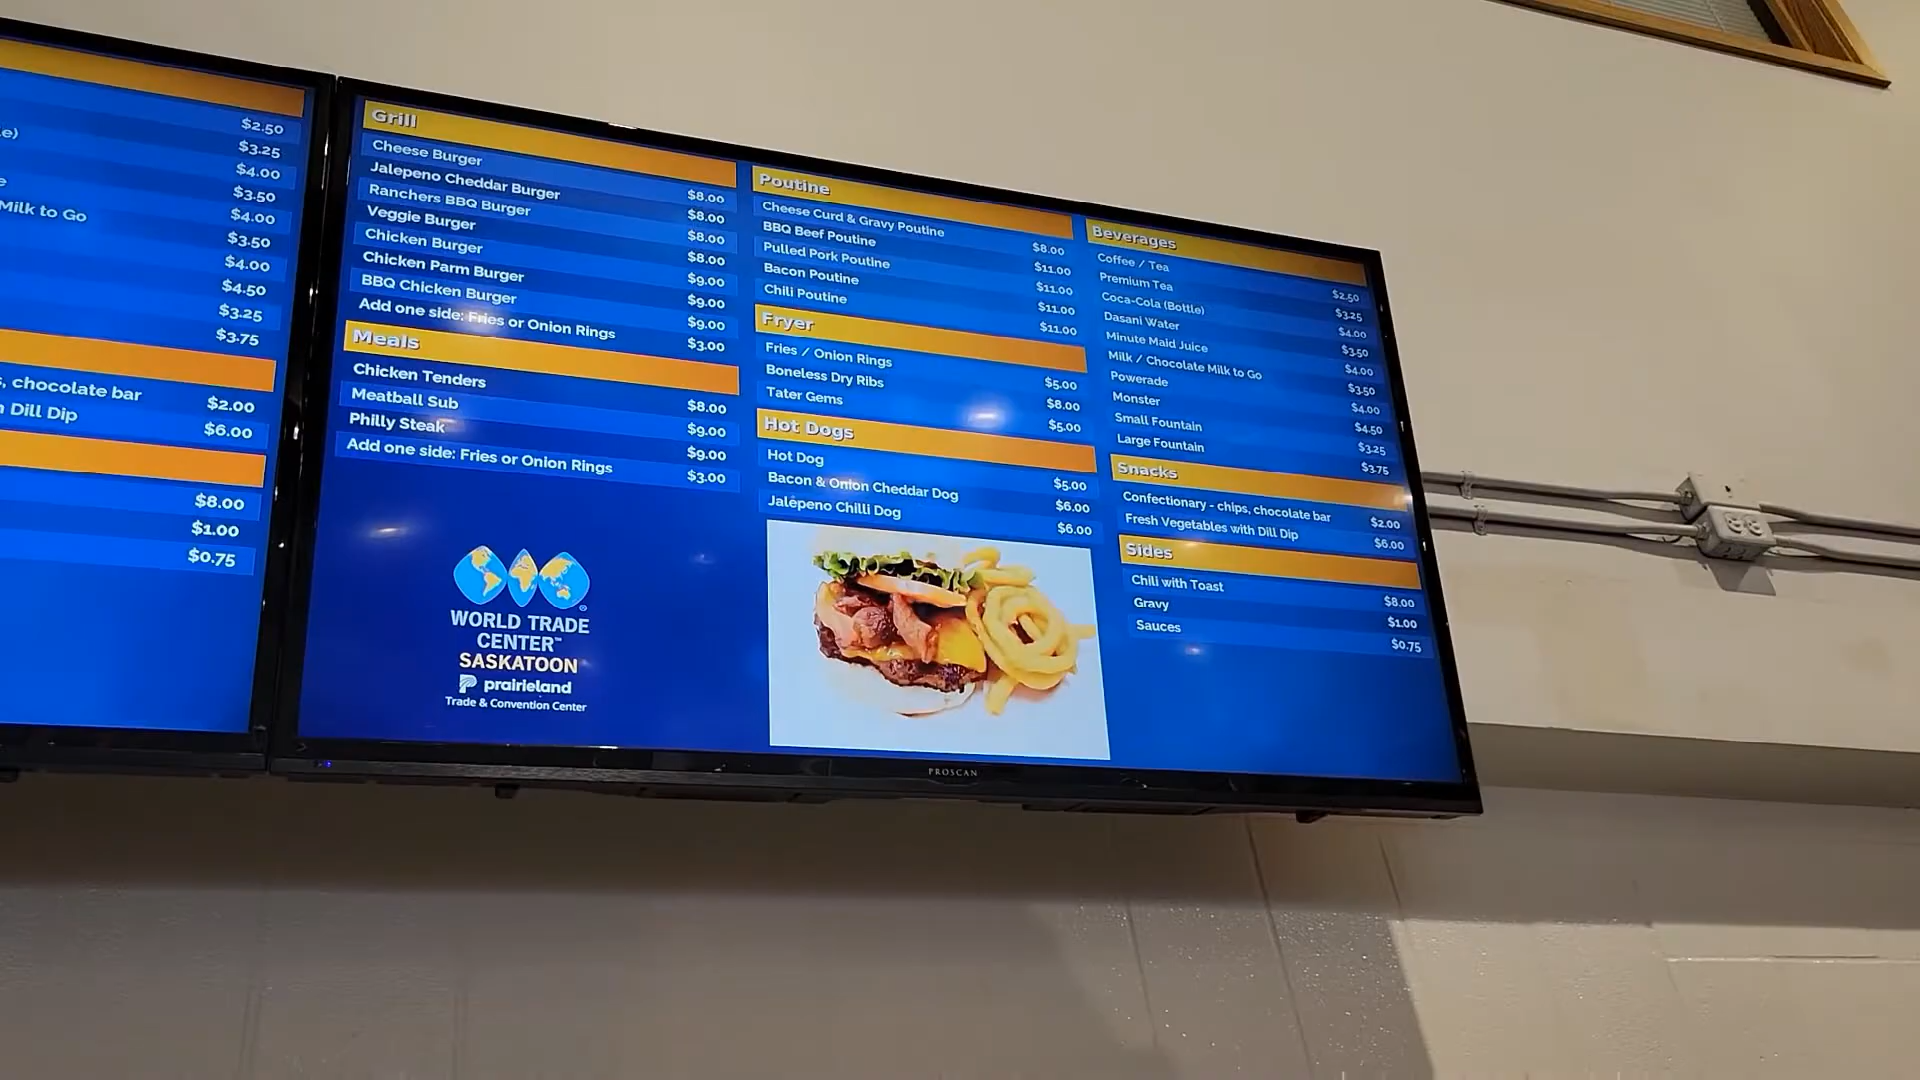 $2.50
e) $3.25
$4.00
e $3.50
Milk to Go $4.00
$3.50
$4.00
$4.50
$3.25
$3.75
, chocolate bar $2.00
Dill Dip $6.00
$8.00
$1.00
$0.75
Grill
Cheese Burger $8.00
Jalepeno Cheddar Burger $8.00
Ranchers BBQ Burger $8.00
Veggie Burger $8.00
Chicken Burger $9.00
Chicken Parm Burger $9.00
BBQ Chicken Burger $9.00
Add one side: Fries or Onion Rings $3.00
Meals
Chicken Tenders $8.00
Meatball Sub $9.00
Philly Steak $9.00
Add one side: Fries or Onion Rings $3.00
WORLD TRADE
CENTER™
SASKATOON
prairieland
Trade & Convention Center
Poutine
Cheese Curd & Gravy Poutine $8.00
BBQ Beef Poutine $11.00
Pulled Pork Poutine $11.00
Bacon Poutine $11.00
Chili Poutine $11.00
Fryer
Fries / Onion Rings $5.00
Boneless Dry Ribs $8.00
Tater Gems $5.00
Hot Dogs
Hot Dog $5.00
Bacon & Onion Cheddar Dog $6.00
Jalepeno Chilli Dog $6.00
Beverages
Coffee / Tea $2.50
Premium Tea $3.25
Coca-Cola (Bottle) $4.00
Dasani Water $3.50
Minute Maid Juice $4.00
Milk / Chocolate Milk to Go $3.50
Powerade $4.00
Monster $4.50
Small Fountain $3.25
Large Fountain $3.75
Snacks
Confectionary - chips, chocolate bar $2.00
Fresh Vegetables with Dill Dip $6.00
Sides
Chili with Toast $8.00
Gravy $1.00
Sauces $0.75
PROSCAN